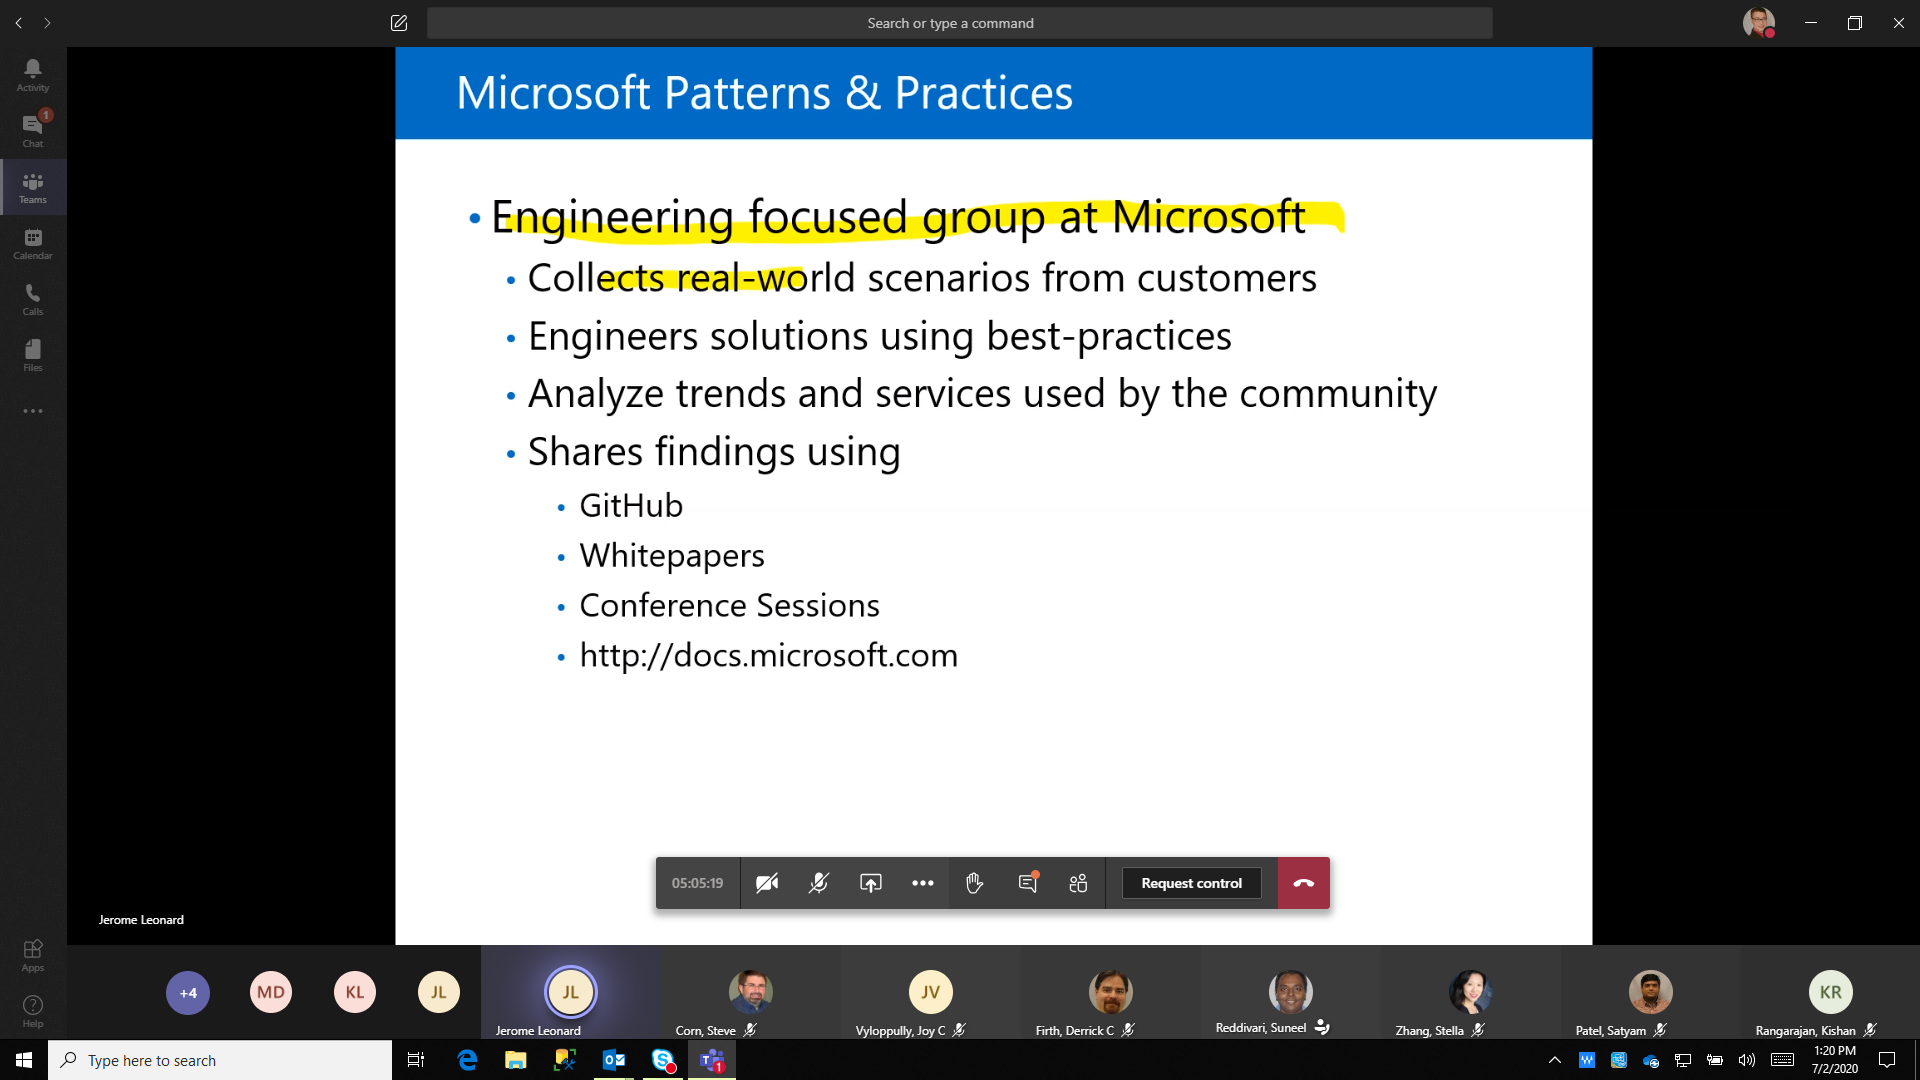 Search or type a command
Activity
1
Chat
Teams
Calendar
Calls
Files
Apps
Help
Microsoft Patterns & Practices
• Engineering focused group at Microsoft
• Collects real-world scenarios from customers
• Engineers solutions using best-practices
• Analyze trends and services used by the community
• Shares findings using
• GitHub
• Whitepapers
• Conference Sessions
• http://docs.microsoft.com
05:05:19
Request control
Jerome Leonard
+4
MD
KL
JL
JL
Jerome Leonard
Corn, Steve
JV
Vyloppully, Joy C
Firth, Derrick C
Reddivari, Suneel
Zhang, Stella
Patel, Satyam
KR
Rangarajan, Kishan
Type here to search
1
1:20 PM
7/2/2020